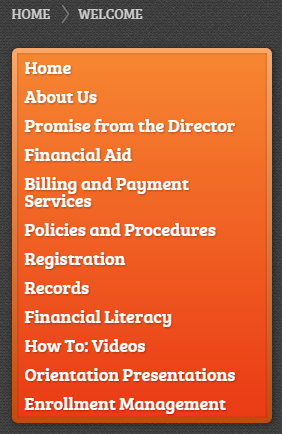 HOME > WELCOME
Home
About Us
Promise from the Director
Financial Aid
Billing and Payment
Services
Policies and Procedures
Registration
Records
Financial Literacy
How To: Videos
Orientation Presentations
Enrollment Management